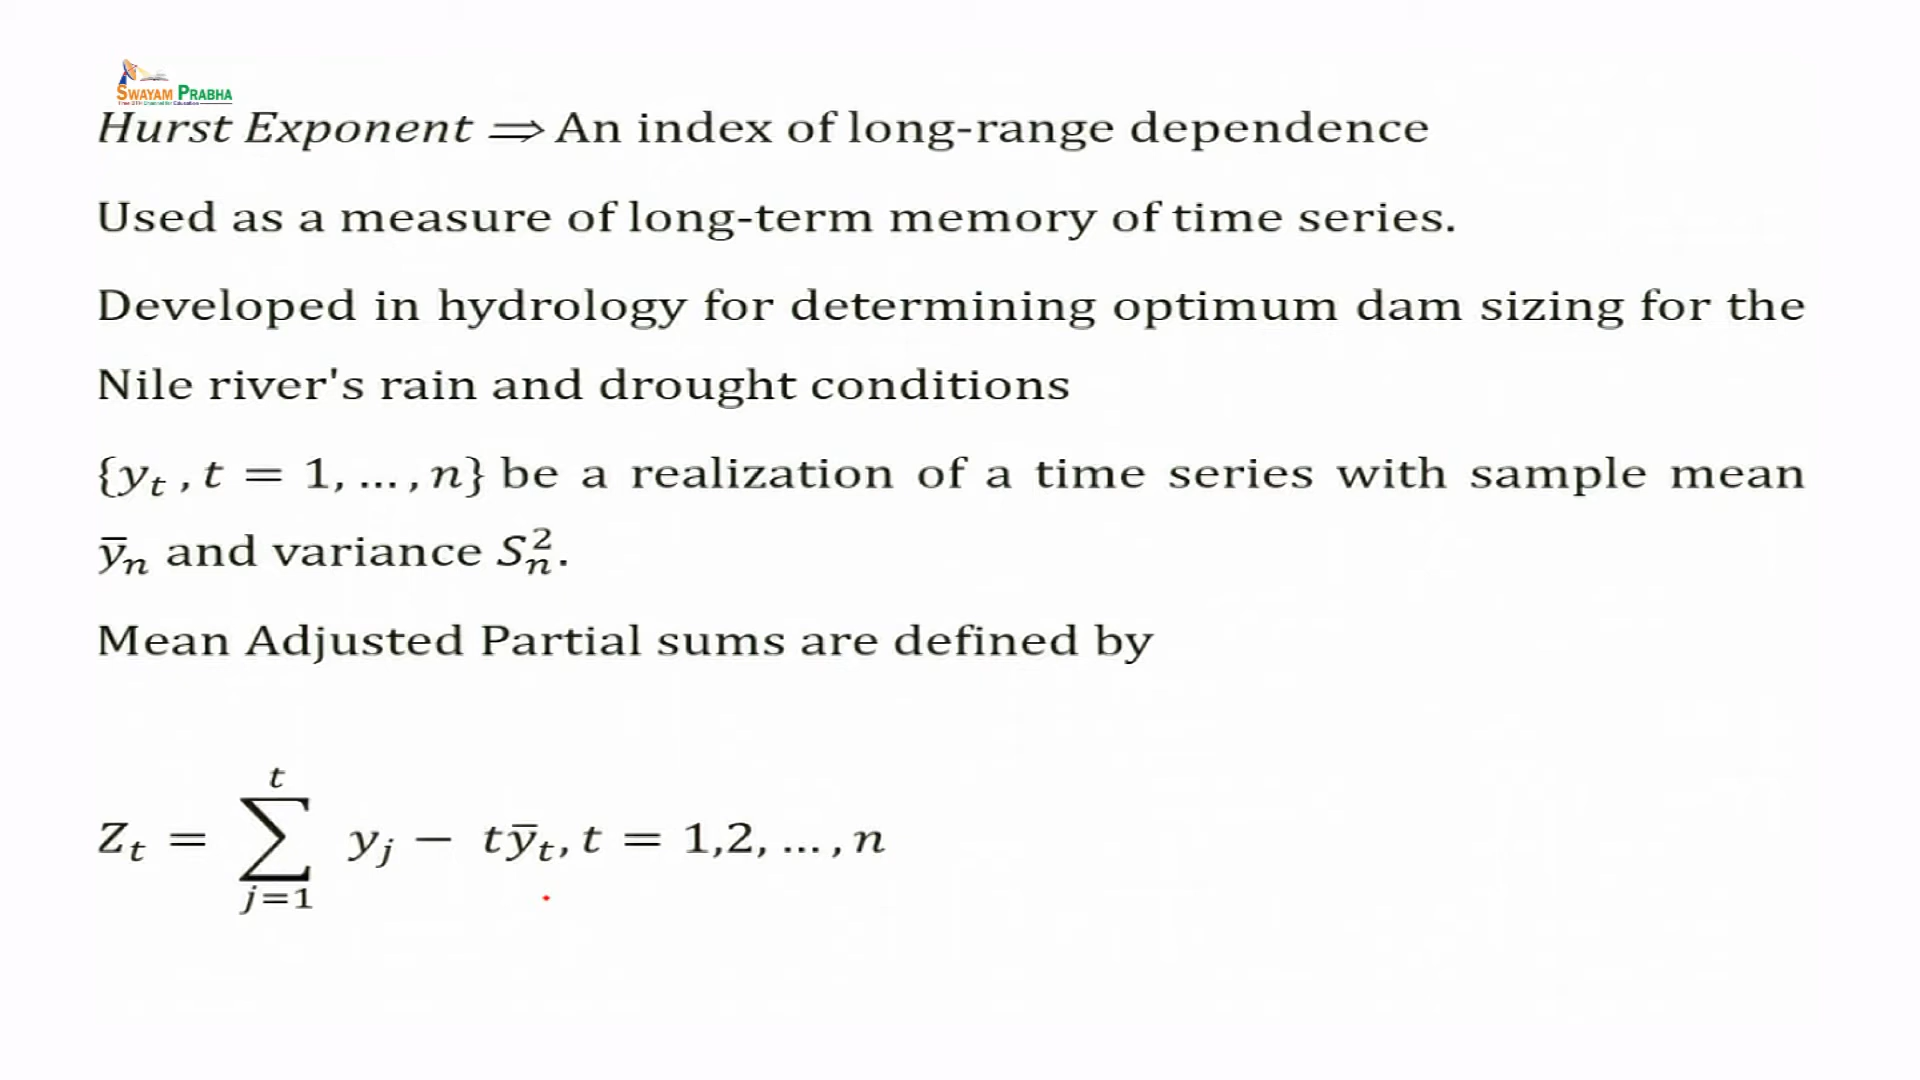 SWAYAM PRABHA
Hurst Exponent ⟹ An index of long-range dependence
Used as a measure of long-term memory of time series.
Developed in hydrology for determining optimum dam sizing for the
Nile river's rain and drought conditions
{y_t , t = 1, … , n} be a realization of a time series with sample mean
ȳ_n and variance S_n^2.
Mean Adjusted Partial sums are defined by
Z_t = ∑_{j=1}^{t} y_j − tȳ_t, t = 1,2, … , n